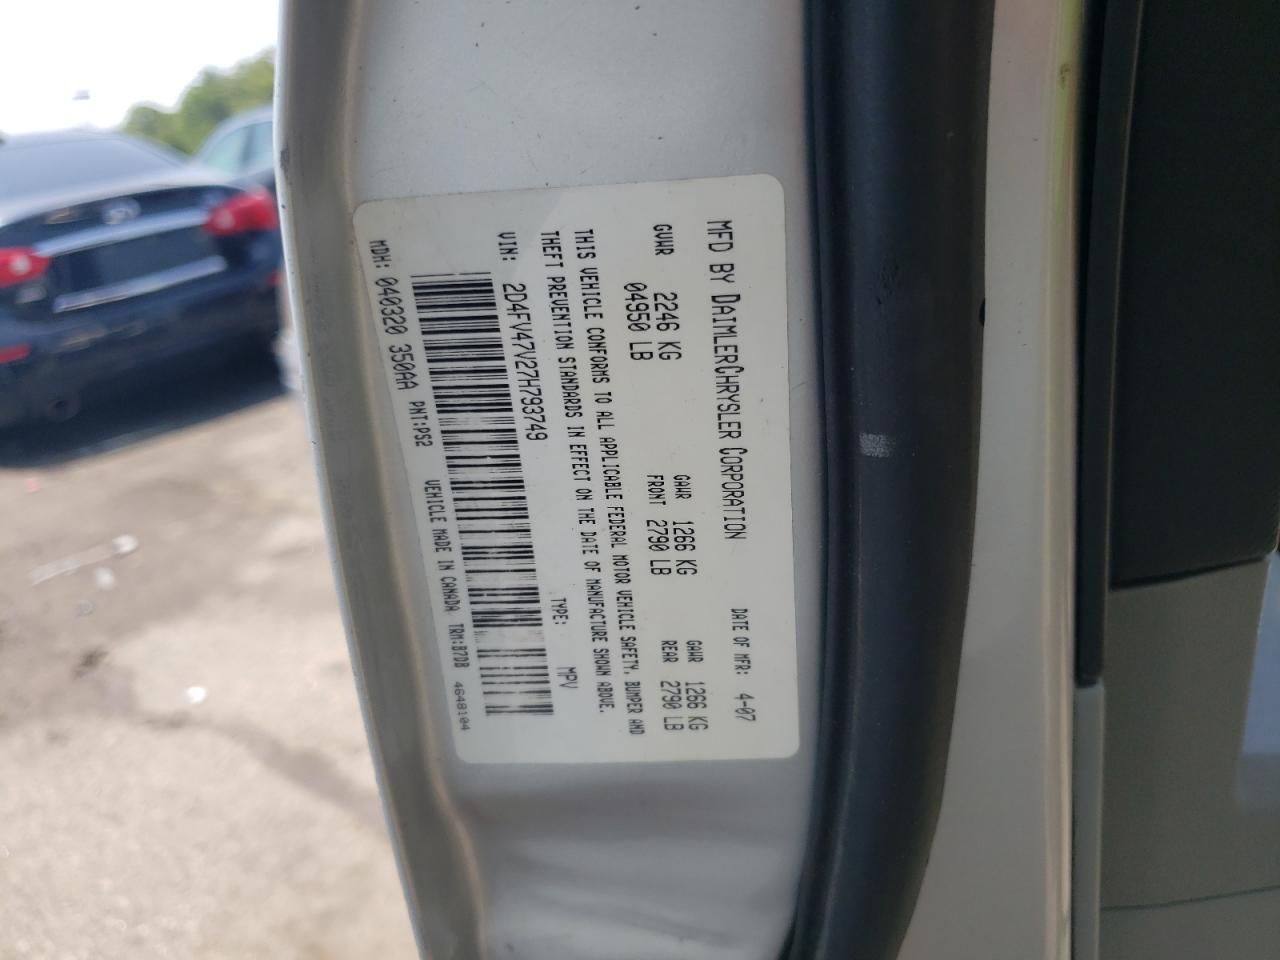 MFD BY DAIMLERCHRYSLER CORPORATION DATE OF MFR: 4-07
GVWR 2246 KG GAWR 1266 KG GAWR 1266 KG
04950 LB FRONT 2790 LB REAR 2790 LB
THIS VEHICLE CONFORMS TO ALL APPLICABLE FEDERAL MOTOR VEHICLE SAFETY, BUMPER AND
THEFT PREVENTION STANDARDS IN EFFECT ON THE DATE OF MANUFACTURE SHOWN ABOVE.
VIN: 2D4FV47V27H793749 TYPE: MPV
MDH: 040320 350AA PNT:PS2 VEHICLE MADE IN CANADA TRM:B7DB 4648104